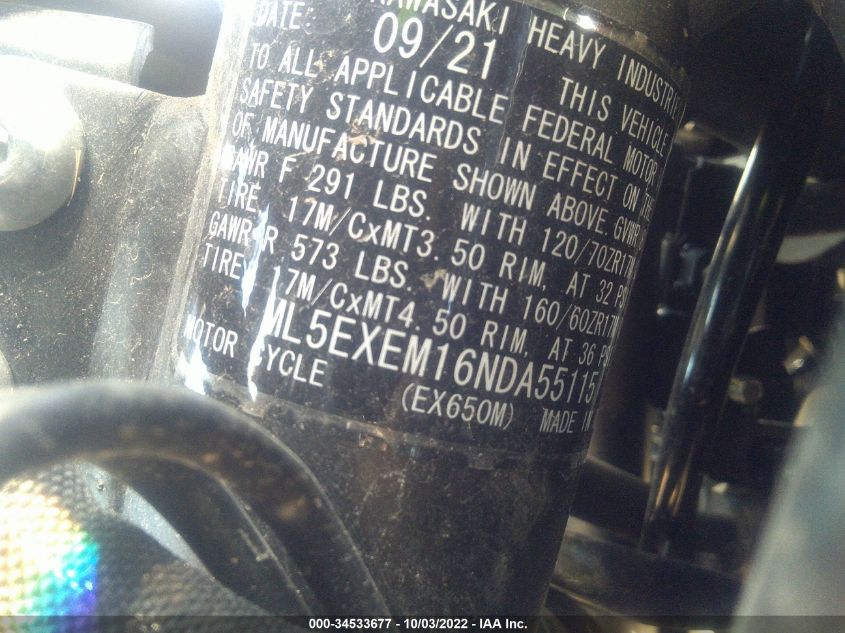 KAWASAKI HEAVY INDUSTRI
DATE: 09/21 THIS VEHICLE
TO ALL APPLICABLE FEDERAL MOTOR
SAFETY STANDARDS IN EFFECT ON THE
OF MANUFACTURE SHOWN ABOVE. GVWR
GAWR F 291 LBS. WITH 120/70ZR17M
TIRE, 17M/CxMT3.50 RIM, AT 32 PS
GAWR R 573 LBS. WITH 160/60ZR17M
TIRE, 17M/CxMT4.50 RIM, AT 36 PS
ML5EXEM16NDA55115
MOTOR CYCLE (EX650M) MADE IN
000-34533677 - 10/03/2022 - IAA Inc.